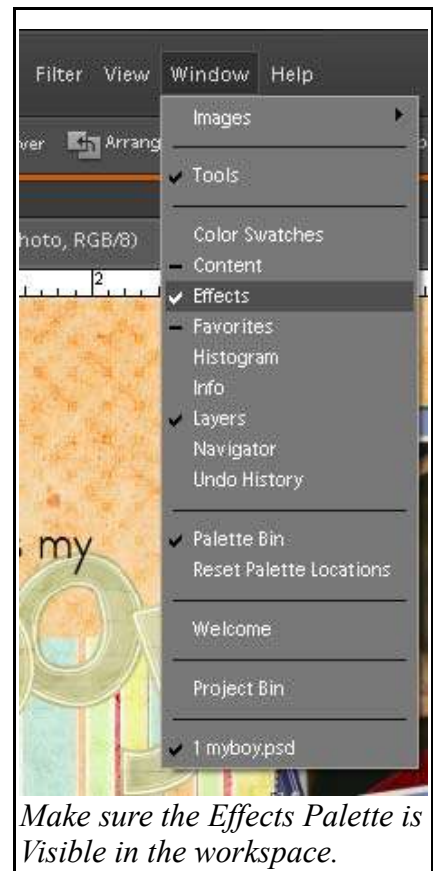 Filter View Window Help
ver Arrang
Images
Tools
hoto, RGB/8)
Color Swatches
Content
2
Effects
Favorites
Histogram
Info
Layers
Navigator
Undo History
my
Palette Bin
Reset Palette Locations
Welcome
Project Bin
1 myboy.psd
Make sure the Effects Palette is
Visible in the workspace.